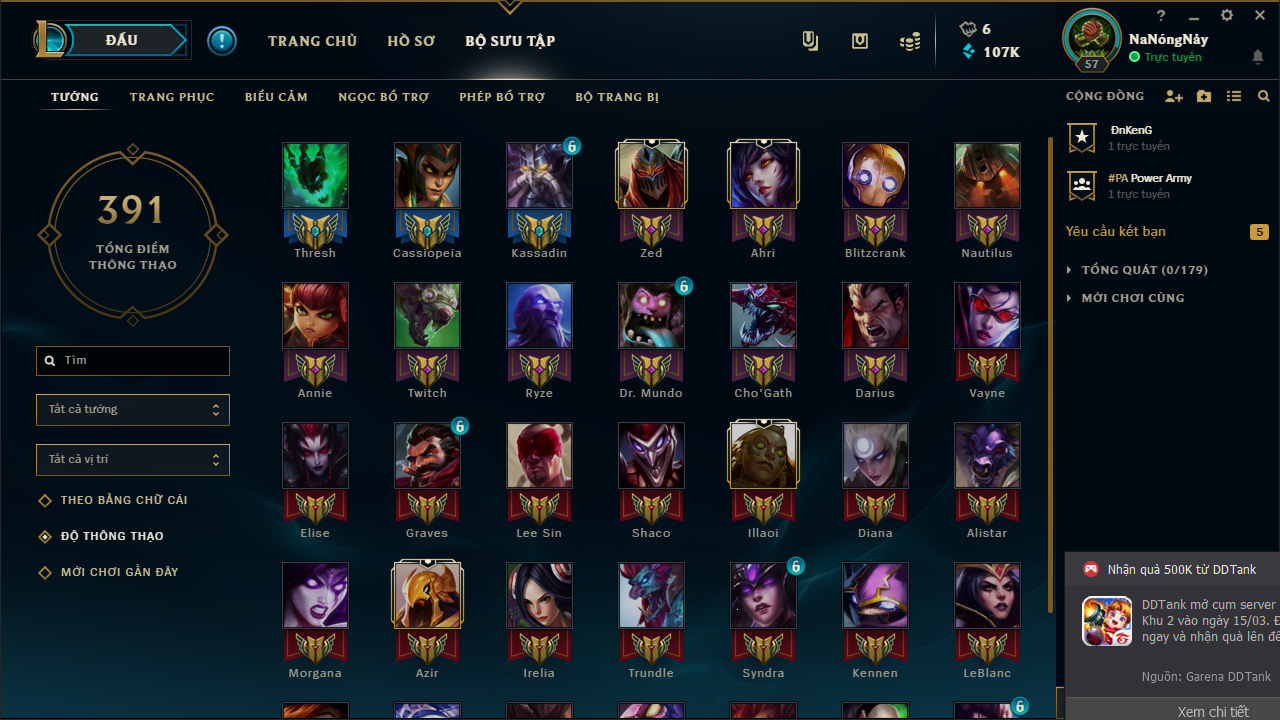 ĐẤU
TRANG CHỦ
HỒ SƠ
BỘ SƯU TẬP
6
107K
57
NaNóngNảy
Trực tuyến
TƯỚNG
TRANG PHỤC
BIỂU CẢM
NGỌC BỔ TRỢ
PHÉP BỔ TRỢ
BỘ TRANG BỊ
391
TỔNG ĐIỂM
THÔNG THẠO
Tìm
Tất cả tướng
Tất cả vị trí
THEO BẢNG CHỮ CÁI
ĐỘ THÔNG THẠO
MỚI CHƠI GẦN ĐÂY
6
Thresh
Cassiopeia
Kassadin
Zed
Ahri
Blitzcrank
Nautilus
6
Annie
Twitch
Ryze
Dr. Mundo
Cho'Gath
Darius
Vayne
6
Elise
Graves
Lee Sin
Shaco
Illaoi
Diana
Alistar
6
Morgana
Azir
Irelia
Trundle
Syndra
Kennen
LeBlanc
6
CỘNG ĐỒNG
ĐnKenG
1 trực tuyến
#PA Power Army
1 trực tuyến
Yêu cầu kết bạn
5
TỔNG QUÁT (0/179)
MỚI CHƠI CÙNG
Nhận quà 500K từ DDTank
DDTank mở cụm server
Khu 2 vào ngày 15/03. Đ
ngay và nhận quà lên đế
Nguồn: Garena DDTank
Xem chi tiết